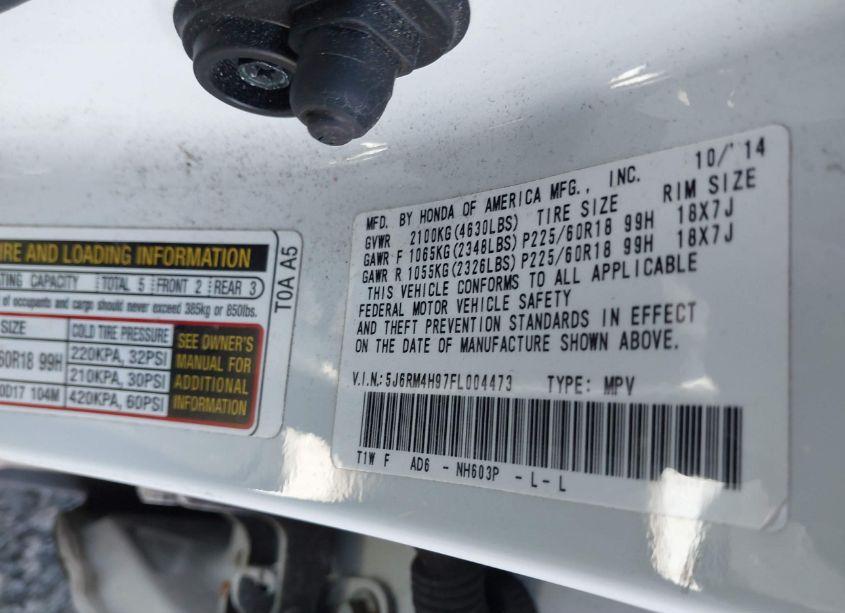 IRE AND LOADING INFORMATION
TING CAPACITY TOTAL 5 FRONT 2 REAR 3
of occupants and cargo should never exceed 385kg or 850lbs.
SIZE COLD TIRE PRESSURE
60R18 99H 220KPA, 32PSI
210KPA, 30PSI
0D17 104M 420KPA, 60PSI
SEE OWNER'S
MANUAL FOR
ADDITIONAL
INFORMATION
T0A A5
MFD. BY HONDA OF AMERICA MFG., INC. 10/'14
GVWR 2100KG(4630LBS) TIRE SIZE RIM SIZE
GAWR F 1065KG(2348LBS)P225/60R18 99H 18X7J
GAWR R 1055KG(2326LBS)P225/60R18 99H 18X7J
THIS VEHICLE CONFORMS TO ALL APPLICABLE
FEDERAL MOTOR VEHICLE SAFETY
AND THEFT PREVENTION STANDARDS IN EFFECT
ON THE DATE OF MANUFACTURE SHOWN ABOVE.
V.I.N.:5J6RM4H97FL004473 TYPE: MPV
T1W F AD6 - NH603P - L- L